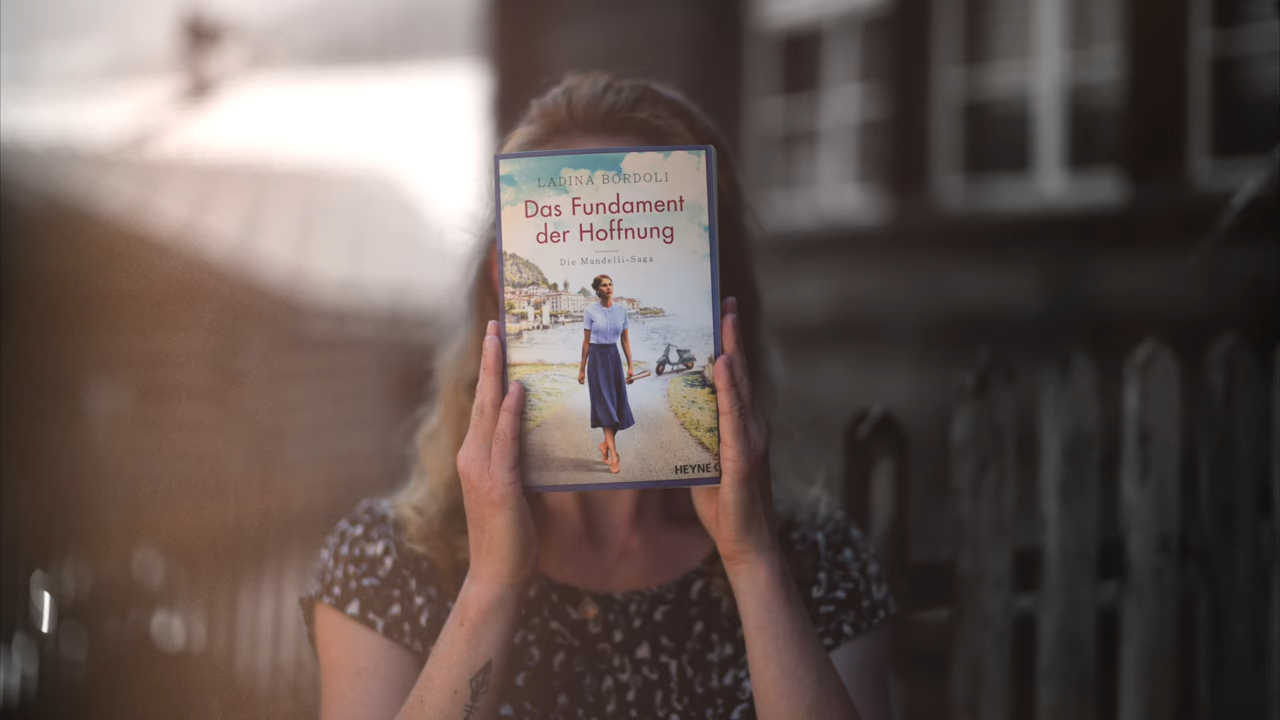 LADINA BORDOLI
Das Fundament
der Hoffnung
Die Mandelli-Saga
HEYNE